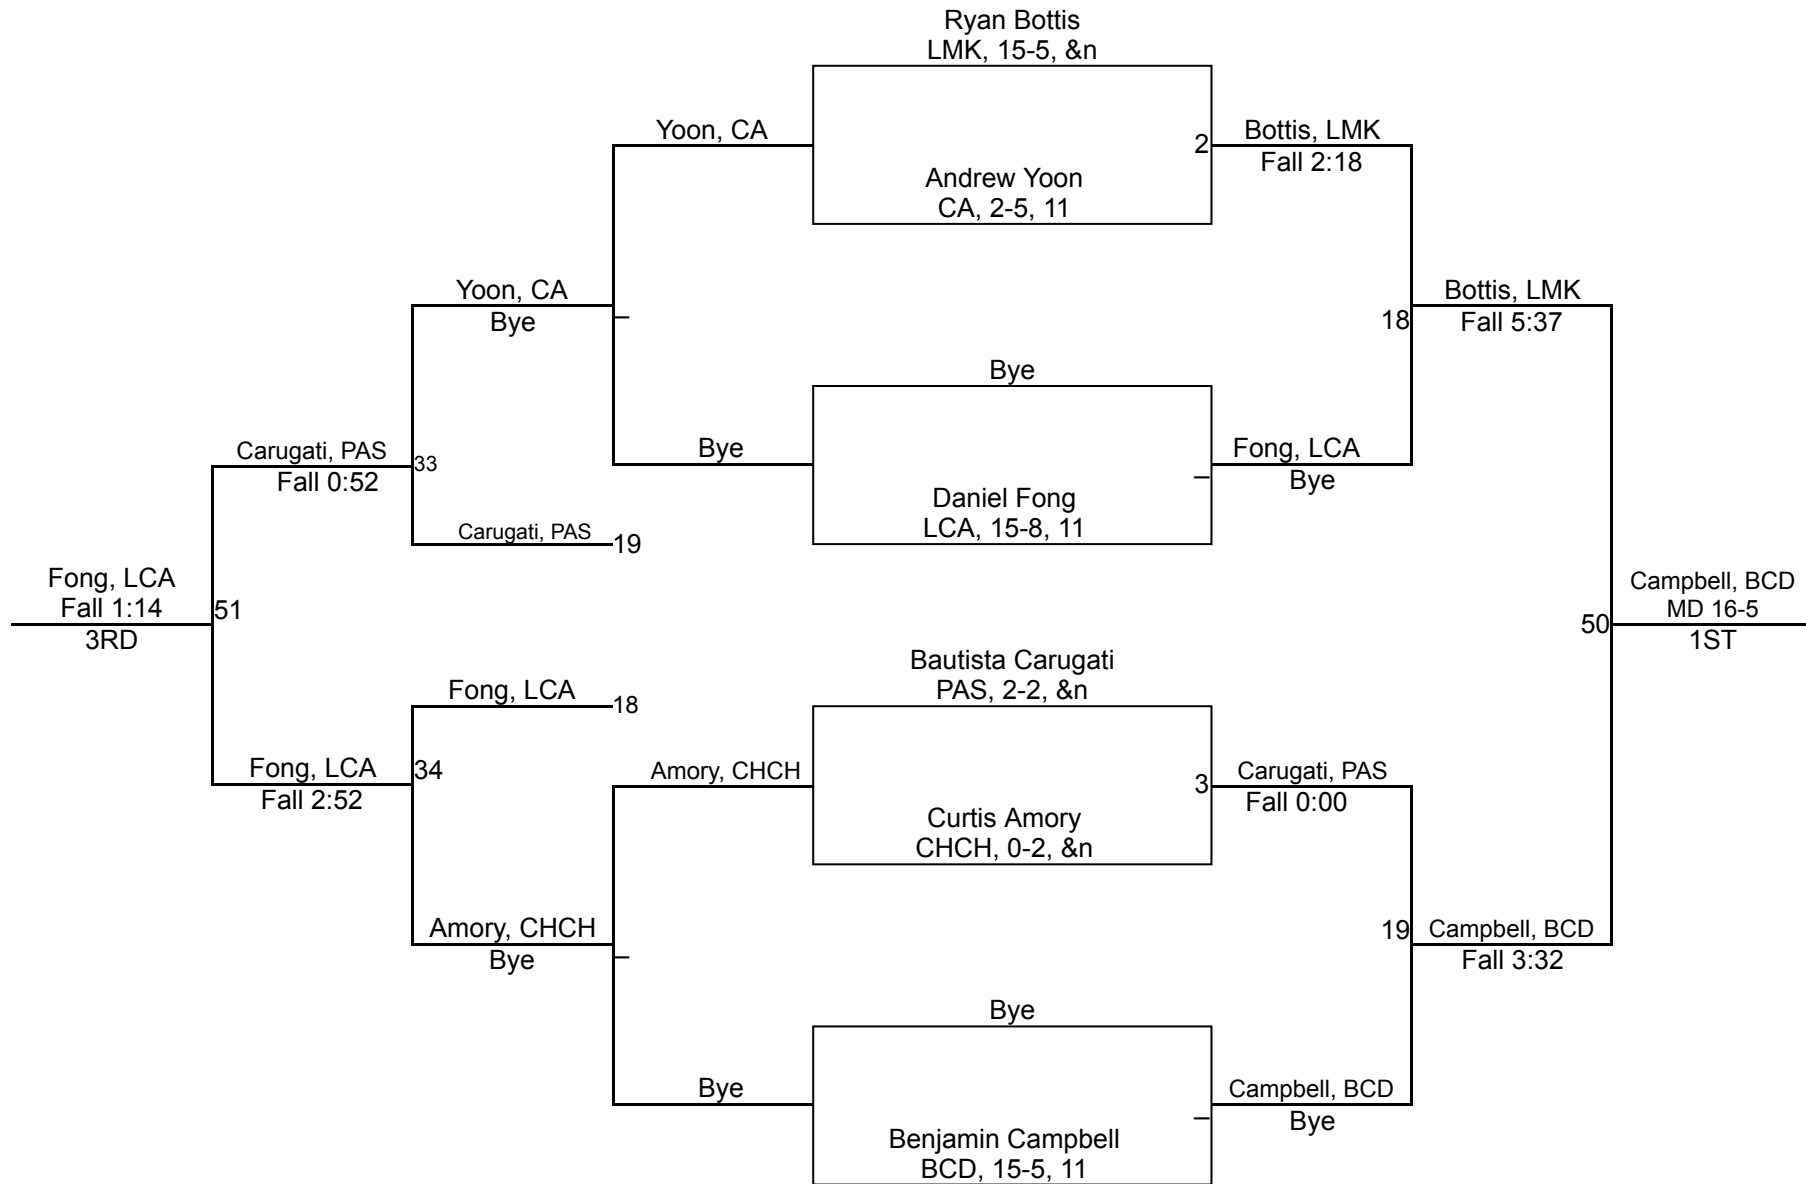 Ryan Bottis
LMK, 15-5, &n
Yoon, CA
2
Bottis, LMK
Fall 2:18
Andrew Yoon
CA, 2-5, 11
Yoon, CA
Bye
–
18
Bottis, LMK
Fall 5:37
Bye
Bye
Fong, LCA
Bye
–
Daniel Fong
LCA, 15-8, 11
Carugati, PAS
Fall 0:52
33
Carugati, PAS
19
Fong, LCA
Fall 1:14
3RD
51
50
Campbell, BCD
MD 16-5
1ST
Bautista Carugati
PAS, 2-2, &n
Fong, LCA
18
Fong, LCA
Fall 2:52
34
Amory, CHCH
3
Carugati, PAS
Fall 0:00
Curtis Amory
CHCH, 0-2, &n
Amory, CHCH
Bye
–
19
Campbell, BCD
Fall 3:32
Bye
Bye
Campbell, BCD
Bye
–
Benjamin Campbell
BCD, 15-5, 11